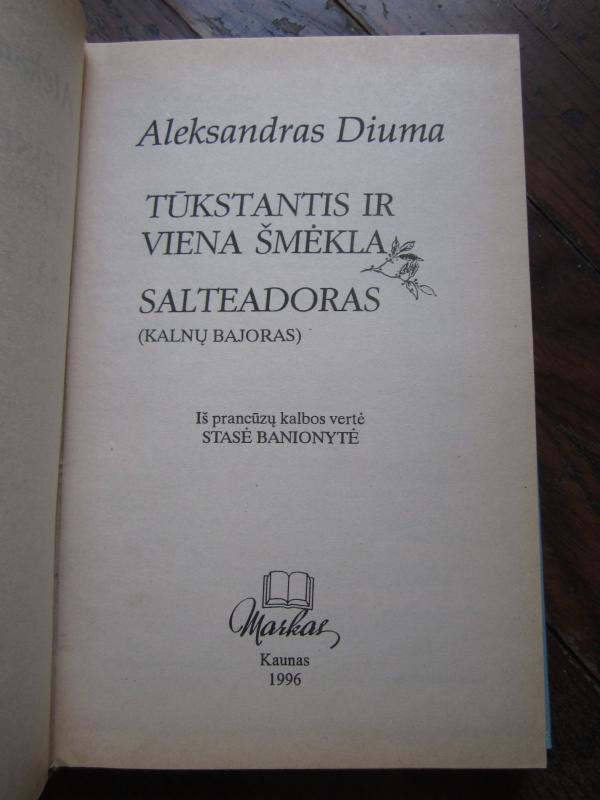 Aleksandras Diuma
TŪKSTANTIS IR
VIENA ŠMĖKLA
SALTEADORAS
(KALNŲ BAJORAS)
Iš prancūzų kalbos vertė
STASĖ BANIONYTĖ
Markas
Kaunas
1996